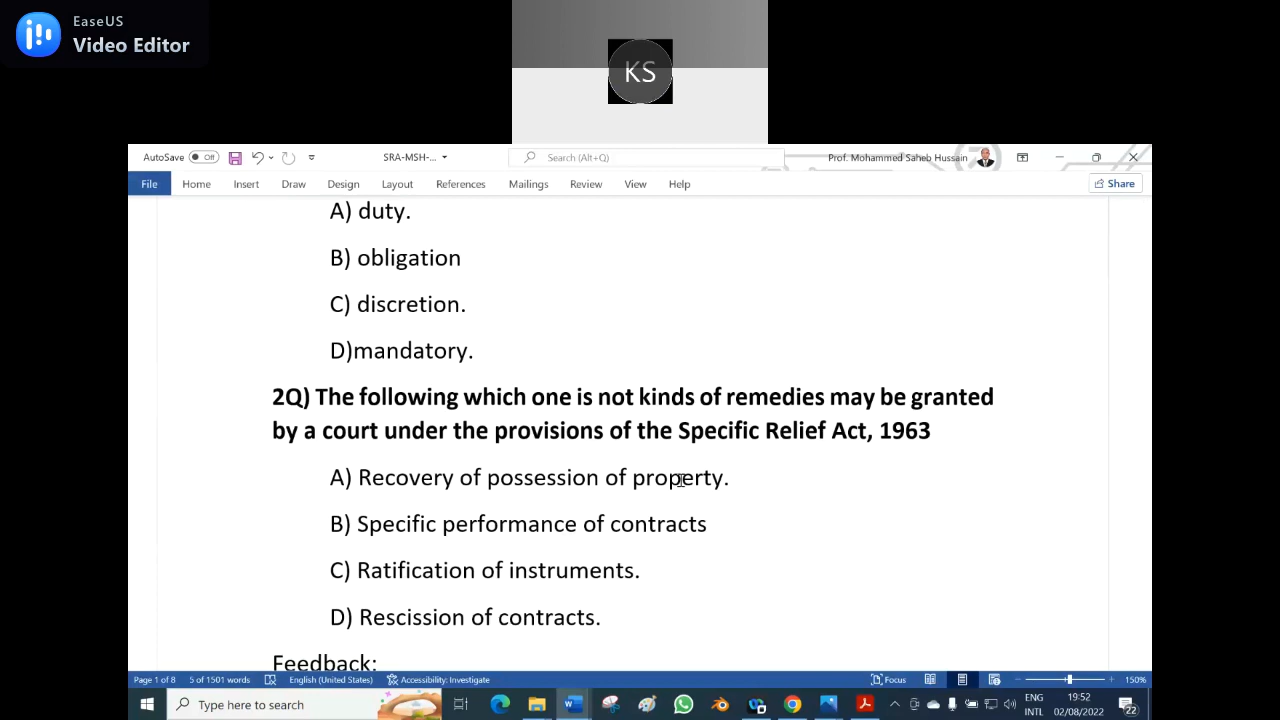 EaseUS
Video Editor
KS
AutoSave Off SRA-MSH-... Search (Alt+Q) Prof. Mohammed Saheb Hussain
File Home Insert Draw Design Layout References Mailings Review View Help Share
A) duty.
B) obligation
C) discretion.
D)mandatory.
2Q) The following which one is not kinds of remedies may be granted
by a court under the provisions of the Specific Relief Act, 1963
A) Recovery of possession of property.
B) Specific performance of contracts
C) Ratification of instruments.
D) Rescission of contracts.
Feedback:
Page 1 of 8 5 of 1501 words English (United States) Accessibility: Investigate Focus 150%
Type here to search ENG 19:52
INTL 02/08/2022 22